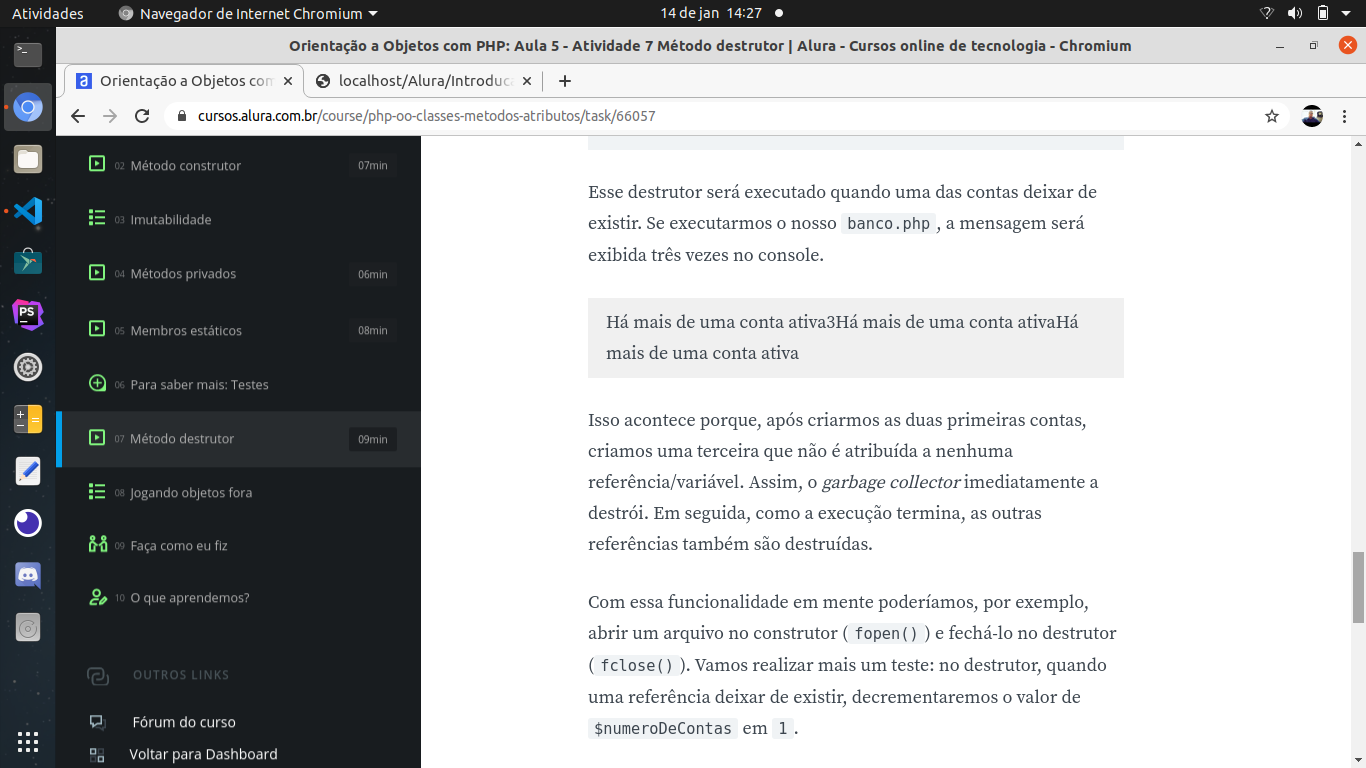 Atividades
Navegador de Internet Chromium
14 de jan 14:27
Orientação a Objetos com PHP: Aula 5 - Atividade 7 Método destrutor | Alura - Cursos online de tecnologia - Chromium
Orientação a Objetos com
localhost/Alura/Introduc
cursos.alura.com.br/course/php-oo-classes-metodos-atributos/task/66057
02 Método construtor 07min
03 Imutabilidade
04 Métodos privados 06min
05 Membros estáticos 08min
06 Para saber mais: Testes
07 Método destrutor 09min
08 Jogando objetos fora
09 Faça como eu fiz
10 O que aprendemos?
OUTROS LINKS
Fórum do curso
Voltar para Dashboard
Esse destrutor será executado quando uma das contas deixar de
existir. Se executarmos o nosso banco.php, a mensagem será
exibida três vezes no console.
Há mais de uma conta ativa3Há mais de uma conta ativaHá
mais de uma conta ativa
Isso acontece porque, após criarmos as duas primeiras contas,
criamos uma terceira que não é atribuída a nenhuma
referência/variável. Assim, o garbage collector imediatamente a
destrói. Em seguida, como a execução termina, as outras
referências também são destruídas.
Com essa funcionalidade em mente poderíamos, por exemplo,
abrir um arquivo no construtor (fopen()) e fechá-lo no destrutor
(fclose()). Vamos realizar mais um teste: no destrutor, quando
uma referência deixar de existir, decrementaremos o valor de
$numeroDeContas em 1.
PS